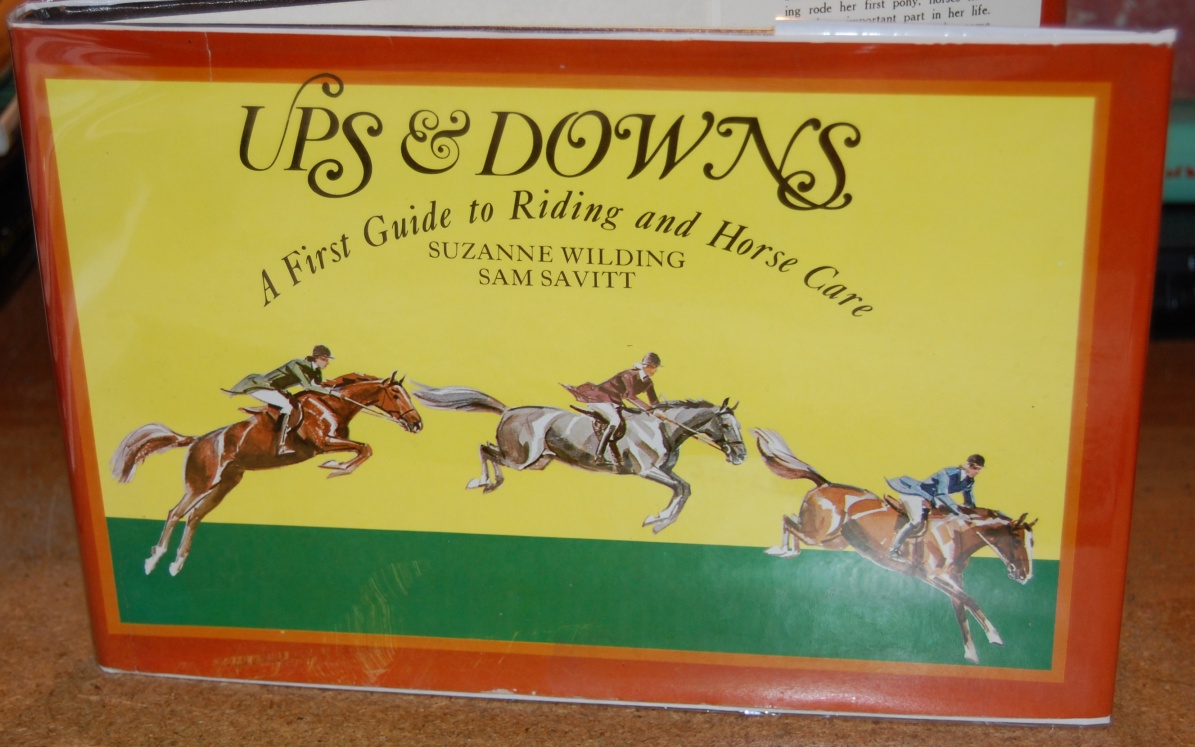 ing rode her first pony, horses
important part in her life.
UPS & DOWNS
A First Guide to Riding and Horse Care
SUZANNE WILDING
SAM SAVITT